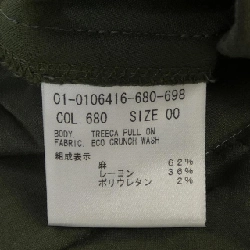 01-0106416-680-698
COL 680 SIZE 00
BODY TREECA FULL ON
FABRIC. ECO CRUNCH WASH
組成表示
麻 62%
レーヨン 36%
ポリウレタン 2%